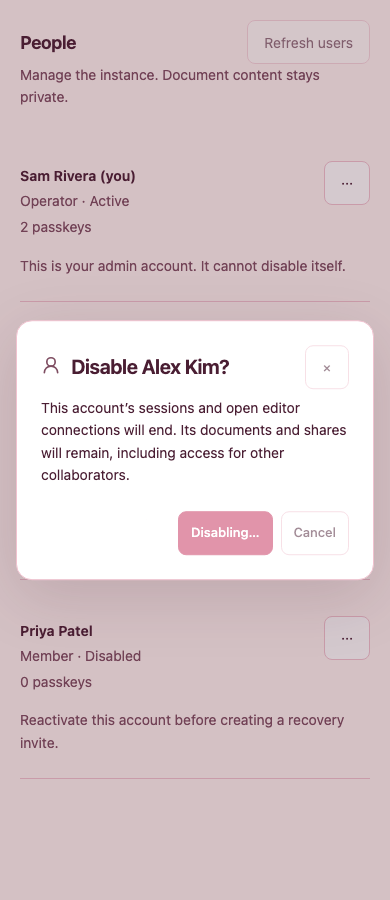 People
Refresh users
Manage the instance. Document content stays
private.
Sam Rivera (you)
...
Operator · Active
2 passkeys
This is your admin account. It cannot disable itself.
Disable Alex Kim?
×
This account’s sessions and open editor
connections will end. Its documents and shares
will remain, including access for other
collaborators.
Disabling...
Cancel
Priya Patel
...
Member · Disabled
0 passkeys
Reactivate this account before creating a recovery
invite.